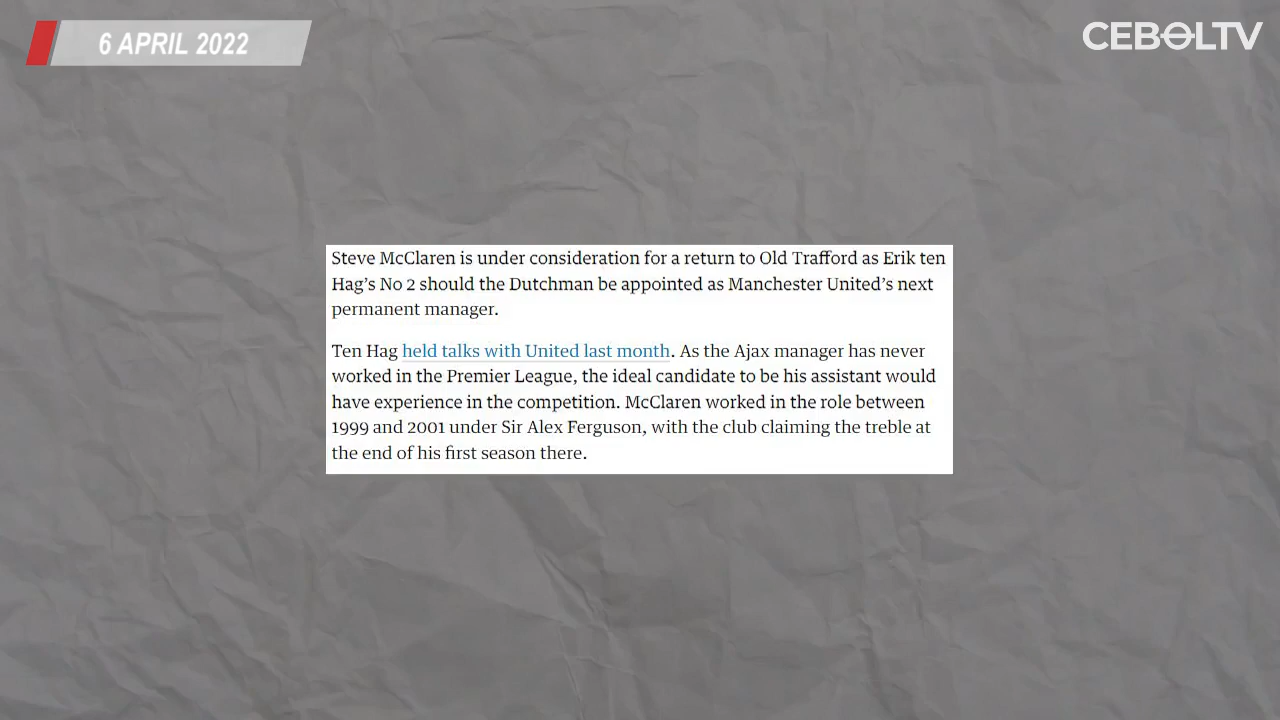 6 APRIL 2022
CEBOLTV
Steve McClaren is under consideration for a return to Old Trafford as Erik ten
Hag’s No 2 should the Dutchman be appointed as Manchester United’s next
permanent manager.
Ten Hag held talks with United last month. As the Ajax manager has never
worked in the Premier League, the ideal candidate to be his assistant would
have experience in the competition. McClaren worked in the role between
1999 and 2001 under Sir Alex Ferguson, with the club claiming the treble at
the end of his first season there.